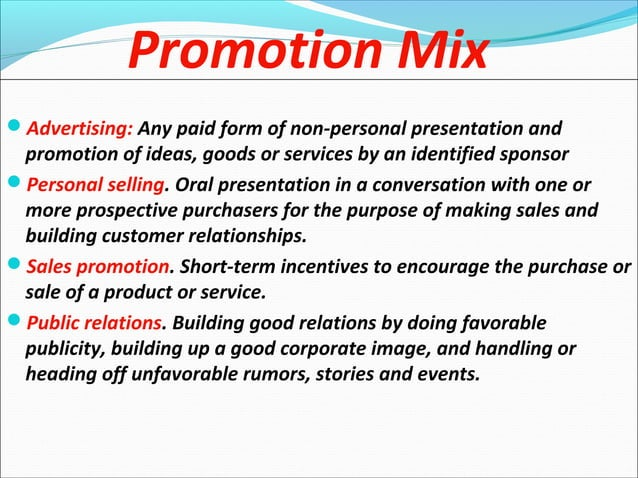 Promotion Mix
Advertising: Any paid form of non-personal presentation and
promotion of ideas, goods or services by an identified sponsor
Personal selling. Oral presentation in a conversation with one or
more prospective purchasers for the purpose of making sales and
building customer relationships.
Sales promotion. Short-term incentives to encourage the purchase or
sale of a product or service.
Public relations. Building good relations by doing favorable
publicity, building up a good corporate image, and handling or
heading off unfavorable rumors, stories and events.